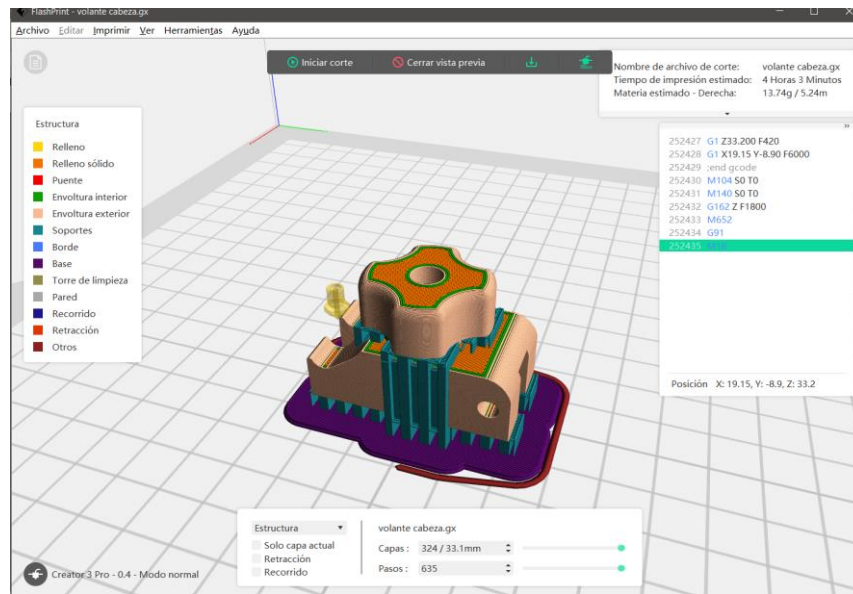 FlashPrint - volante cabeza.gx
Archivo Editar Imprimir Ver Herramientas Ayuda
Iniciar corte Cerrar vista previa
Nombre de archivo de corte: volante cabeza.gx
Tiempo de impresión estimado: 4 Horas 3 Minutos
Materia estimado - Derecha: 13.74g / 5.24m
Estructura
Relleno
Relleno sólido
Puente
Envoltura interior
Envoltura exterior
Soportes
Borde
Base
Torre de limpieza
Pared
Recorrido
Retracción
Otros
252427 G1 Z33.200 F420
252428 G1 X19.15 Y-8.90 F6000
252429 ;end gcode
252430 M104 S0 T0
252431 M140 S0 T0
252432 G162 Z F1800
252433 M652
252434 G91
252435
Posición X: 19.15, Y: -8.9, Z: 33.2
Estructura
Solo capa actual
Retracción
Recorrido
volante cabeza.gx
Capas : 324 / 33.1mm
Pasos : 635
Creator 3 Pro - 0.4 - Modo normal